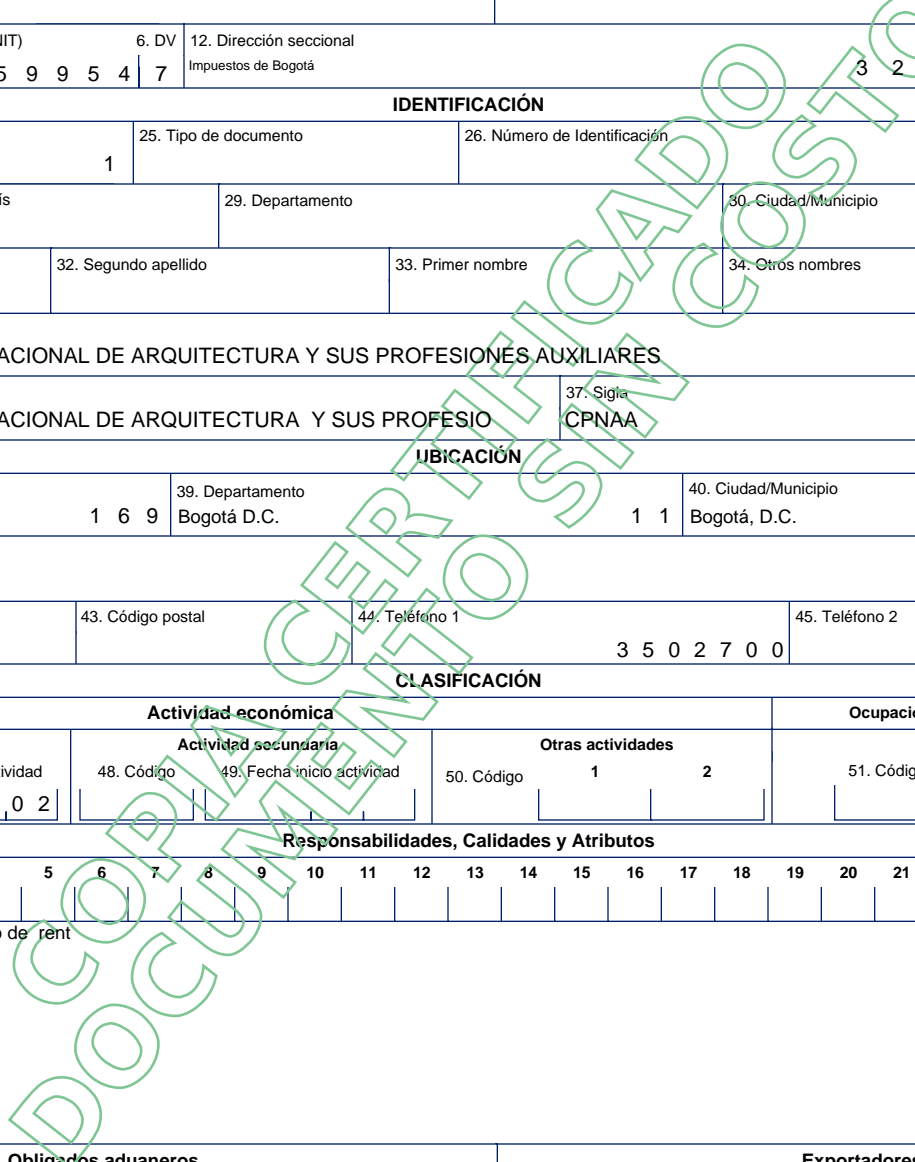 NIT) 6. DV 12. Dirección seccional
5 9 9 5 4 7 Impuestos de Bogotá 3 2
IDENTIFICACIÓN
25. Tipo de documento 26. Número de Identificación
1
ís 29. Departamento 30. Ciudad/Municipio
32. Segundo apellido 33. Primer nombre 34. Otros nombres
ACIONAL DE ARQUITECTURA Y SUS PROFESIONES AUXILIARES
37. Sigla
ACIONAL DE ARQUITECTURA Y SUS PROFESIO CPNAA
UBICACIÓN
39. Departamento 40. Ciudad/Municipio
1 6 9 Bogotá D.C. 1 1 Bogotá, D.C.
43. Código postal 44. Teléfono 1 45. Teléfono 2
3 5 0 2 7 0 0
CLASIFICACIÓN
Actividad económica Ocupació
Actividad secundaria Otras actividades
ividad 48. Código 49. Fecha inicio actividad 50. Código 1 2 51. Códig
0 2
Responsabilidades, Calidades y Atributos
5 6 7 8 9 10 11 12 13 14 15 16 17 18 19 20 21
o de rent
Obligados aduaneros Exportadores
COPIA CERTIFICADO
DOCUMENTO SIN COSTO